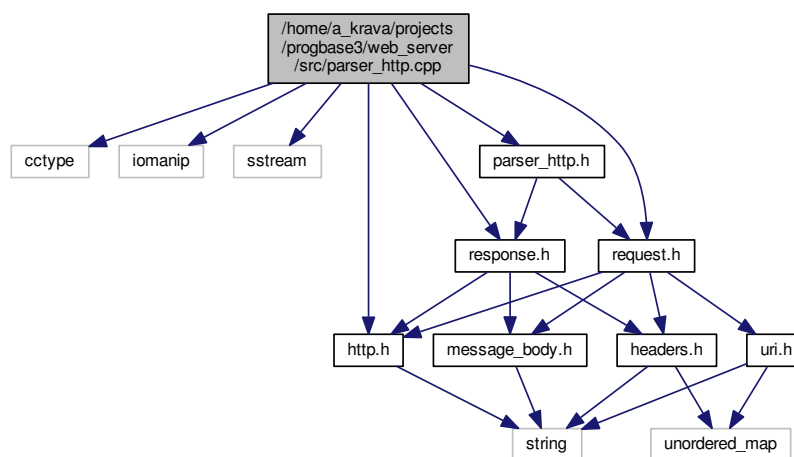 /home/a_krava/projects
/progbase3/web_server
/src/parser_http.cpp
cctype
iomanip
sstream
parser_http.h
response.h
request.h
http.h
message_body.h
headers.h
uri.h
string
unordered_map